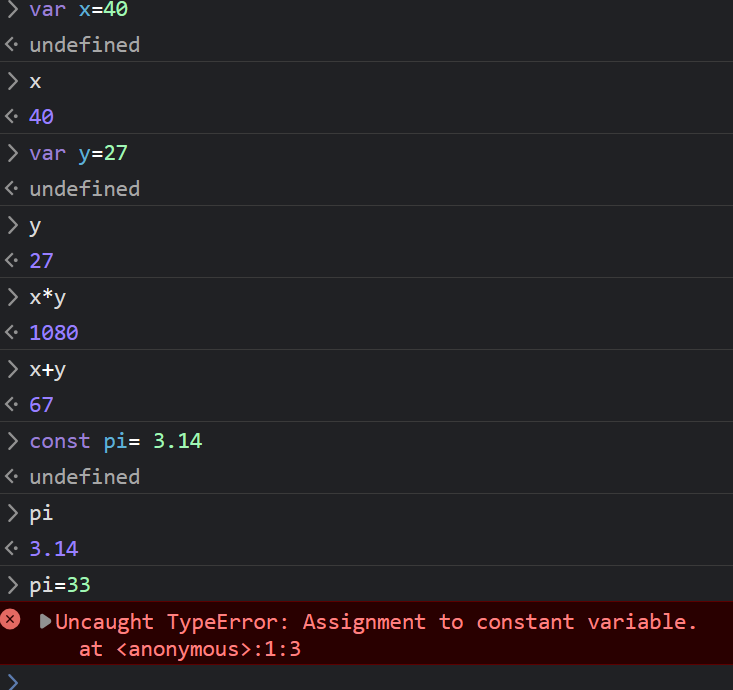 var x=40
undefined
x
40
var y=27
undefined
y
27
x*y
1080
x+y
67
const pi= 3.14
undefined
pi
3.14
pi=33
Uncaught TypeError: Assignment to constant variable.
at <anonymous>:1:3